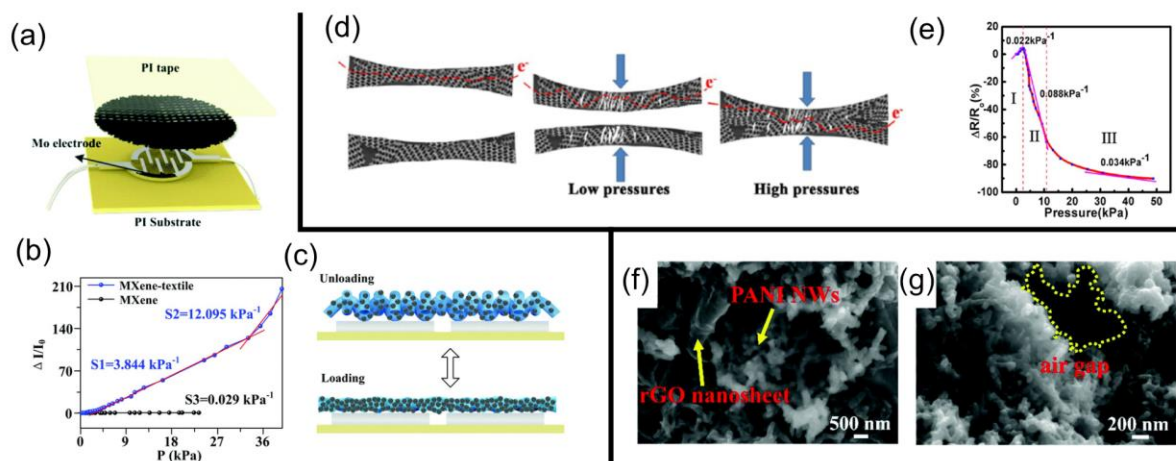 (a)
PI tape
Mo electrode
PI Substrate
(b)
MXene-textile
MXene
S2=12.095 kPa⁻¹
S1=3.844 kPa⁻¹
S3=0.029 kPa⁻¹
Δ I/I₀
210
140
70
0
0 9 18 27 36
P (kPa)
(c)
Unloading
Loading
(d)
e⁻
e⁻
e⁻
Low pressures
High pressures
(e)
ΔR/R₀(%)
20
0
-20
-40
-60
-80
-100
0.022kPa⁻¹
0.088kPa⁻¹
0.034kPa⁻¹
I
II
III
0 10 20 30 40 50
Pressure(kPa)
(f)
PANI NWs
rGO nanosheet
500 nm
(g)
air gap
200 nm